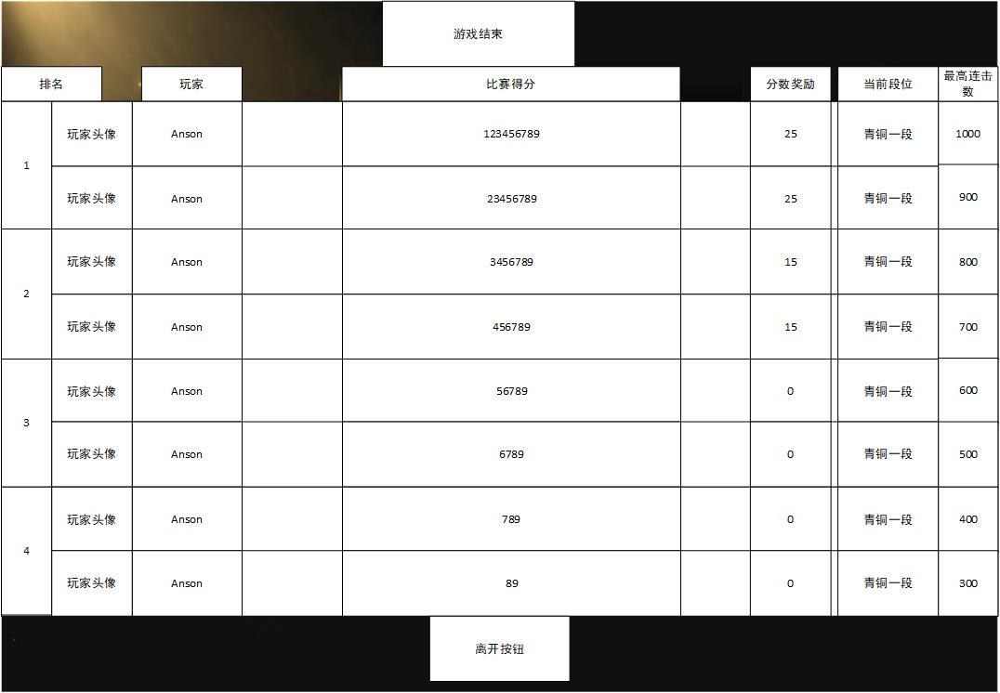 游戏结束
排名 玩家 比赛得分 分数奖励 当前段位 最高连击
数
1
玩家头像 Anson 123456789 25 青铜一段 1000
玩家头像 Anson 23456789 25 青铜一段 900
2
玩家头像 Anson 3456789 15 青铜一段 800
玩家头像 Anson 456789 15 青铜一段 700
3
玩家头像 Anson 56789 0 青铜一段 600
玩家头像 Anson 6789 0 青铜一段 500
4
玩家头像 Anson 789 0 青铜一段 400
玩家头像 Anson 89 0 青铜一段 300
离开按钮